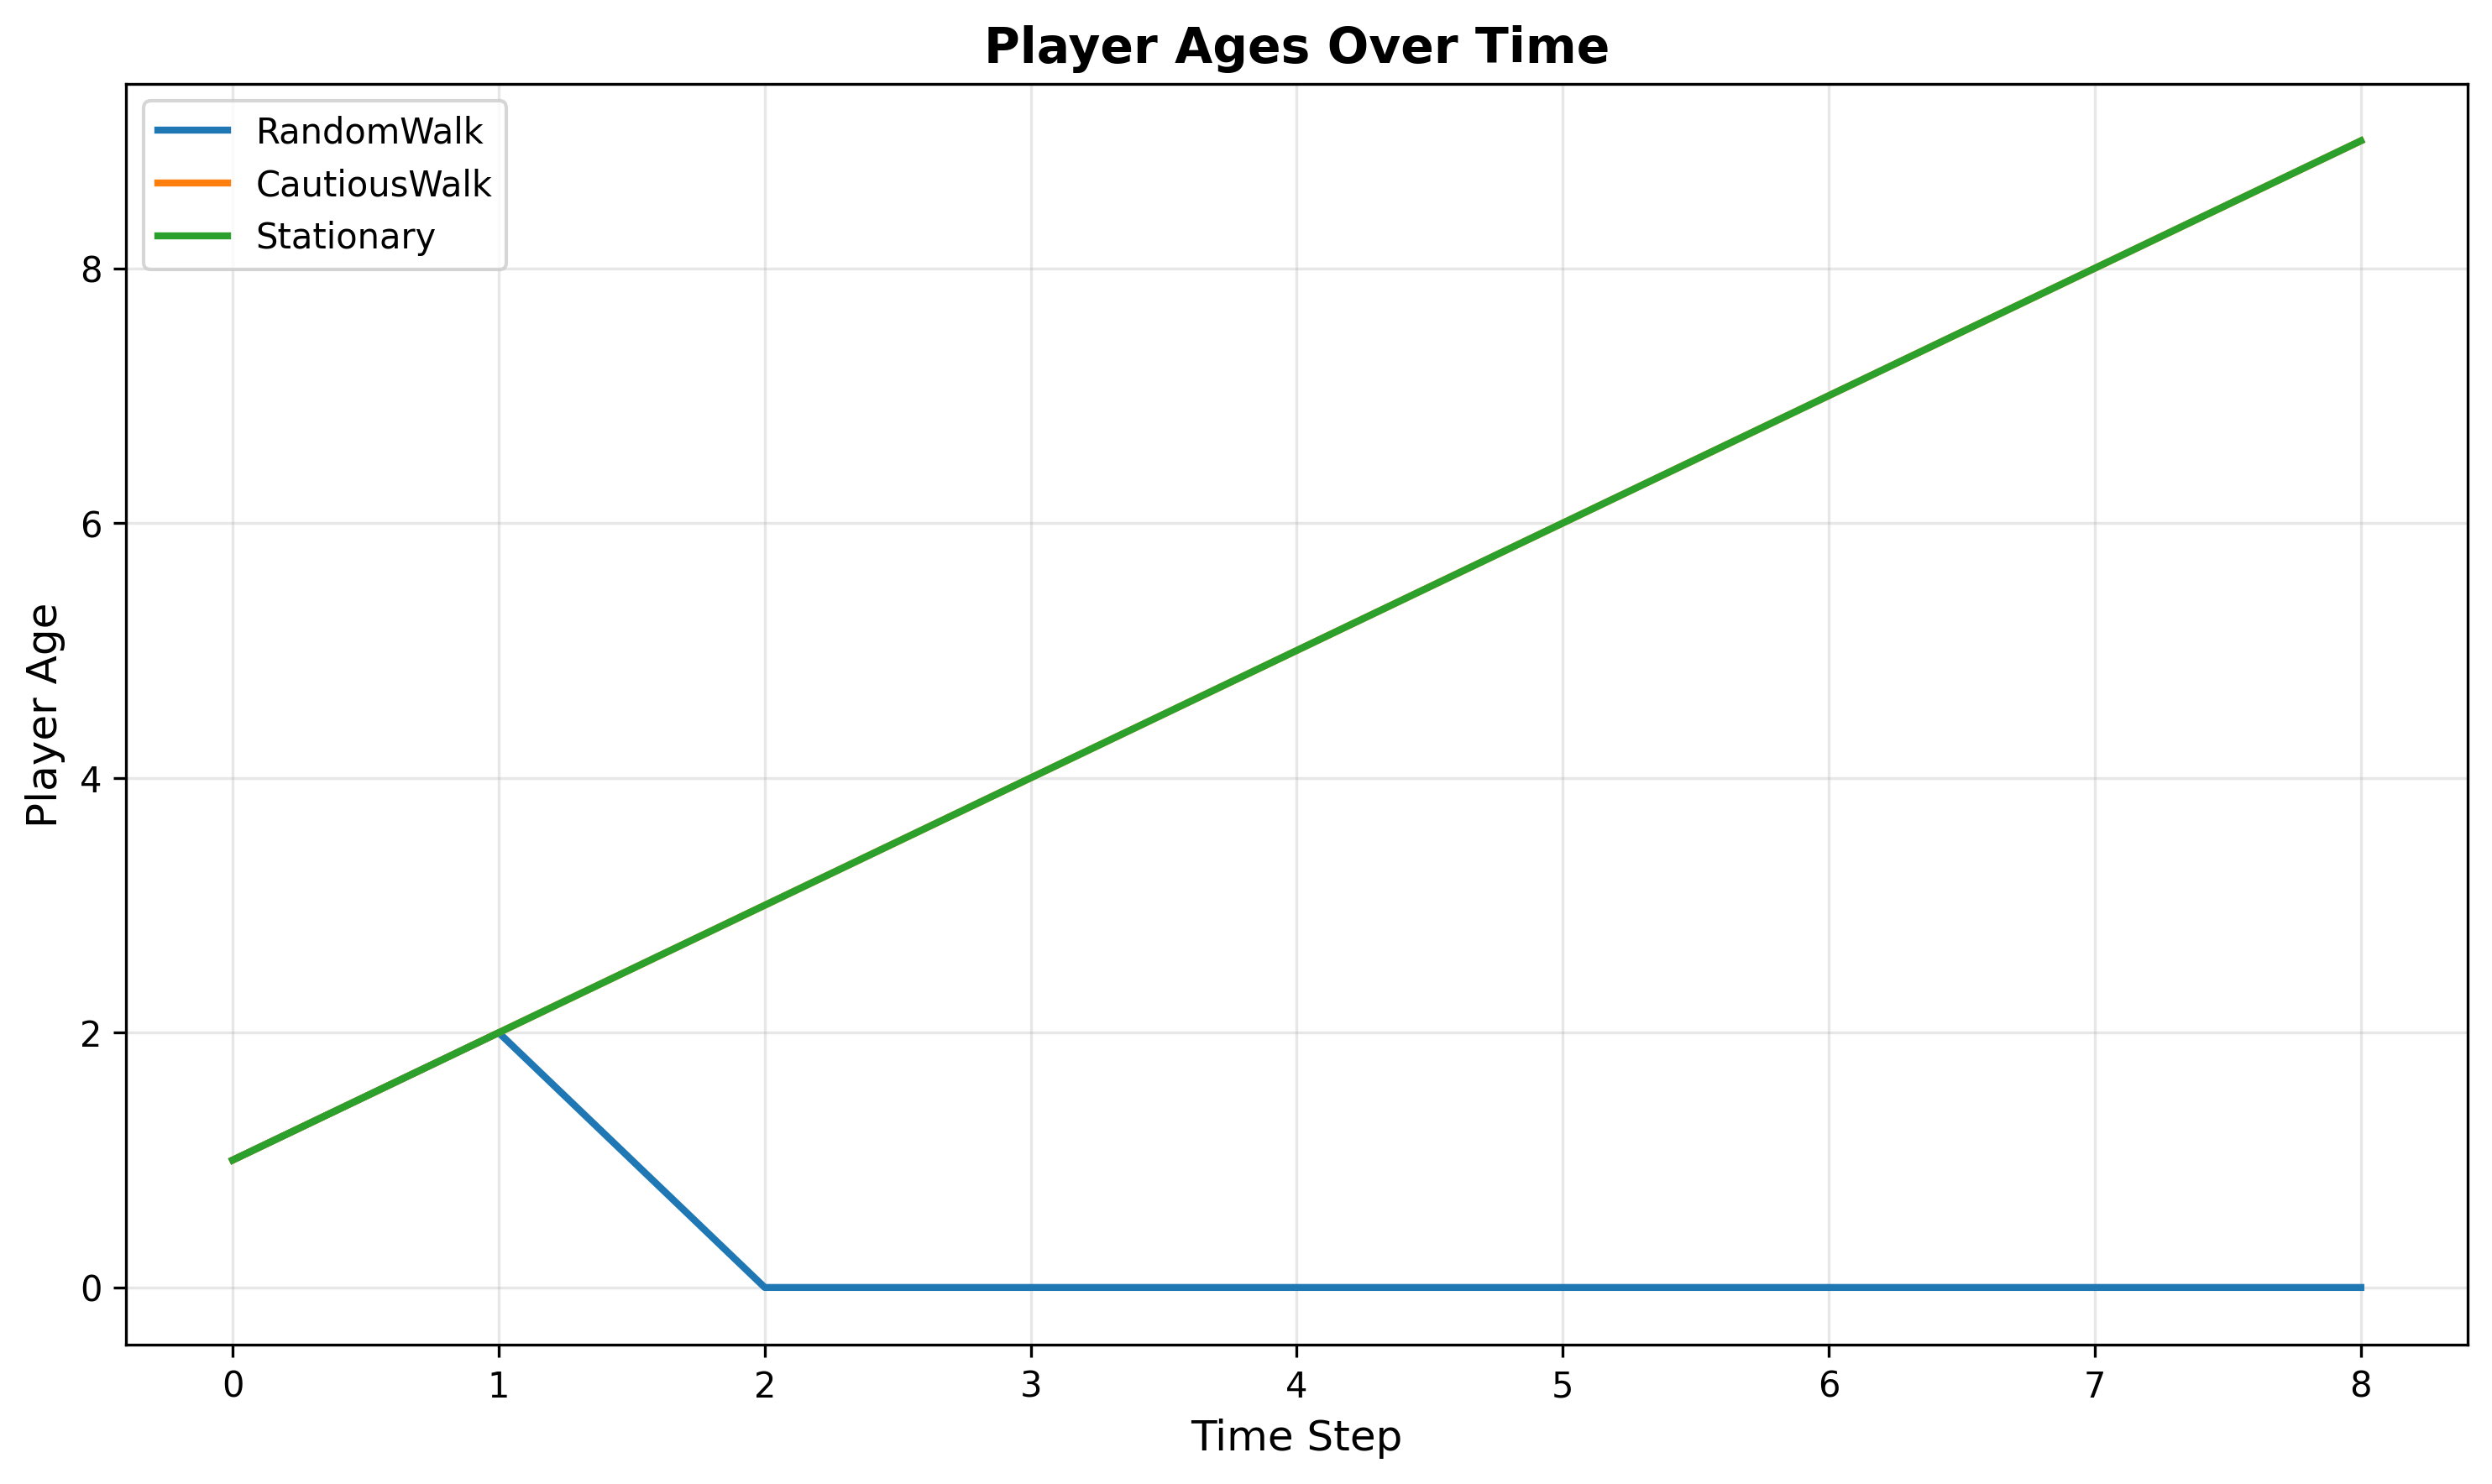 Player Ages Over Time
RandomWalk
CautiousWalk
Stationary
8
6
4
2
0
Player Age
0 1 2 3 4 5 6 7 8
Time Step